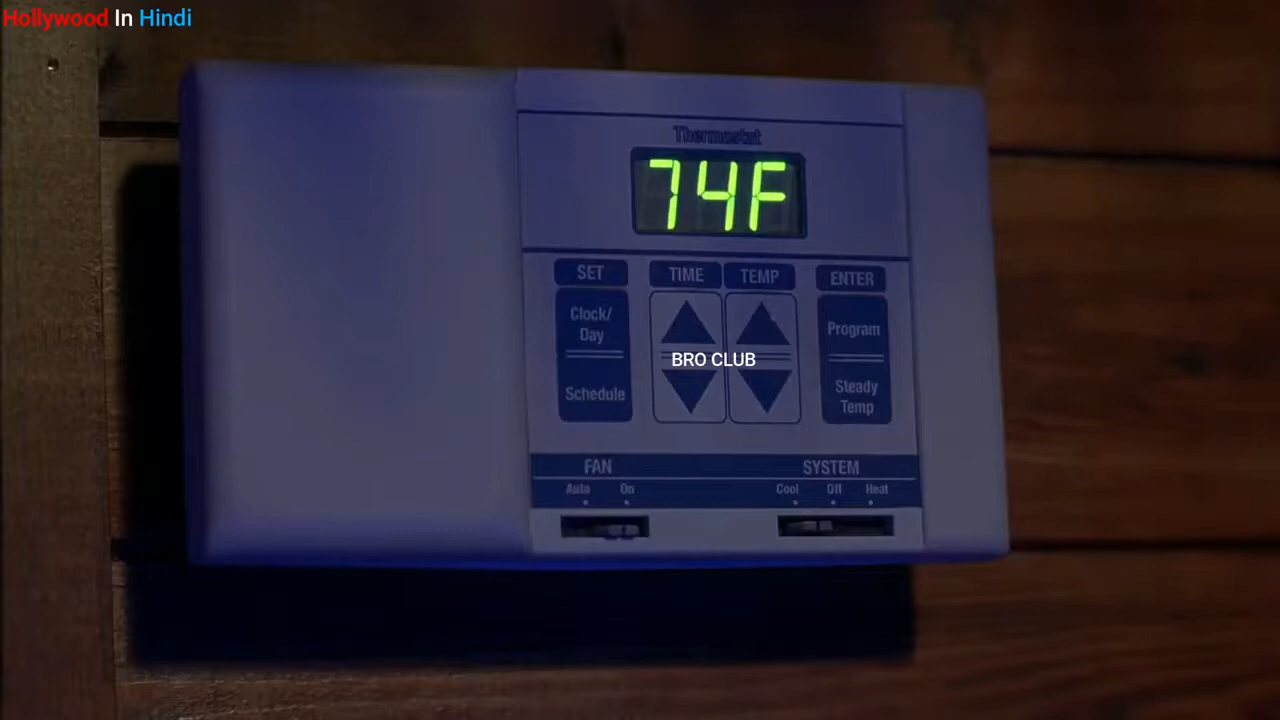 Hollywood In Hindi
Thermostat
74F
SET
TIME
TEMP
ENTER
Clock/
Day
Schedule
BRO CLUB
Program
Steady
Temp
FAN
SYSTEM
Auto
On
Cool
Off
Heat